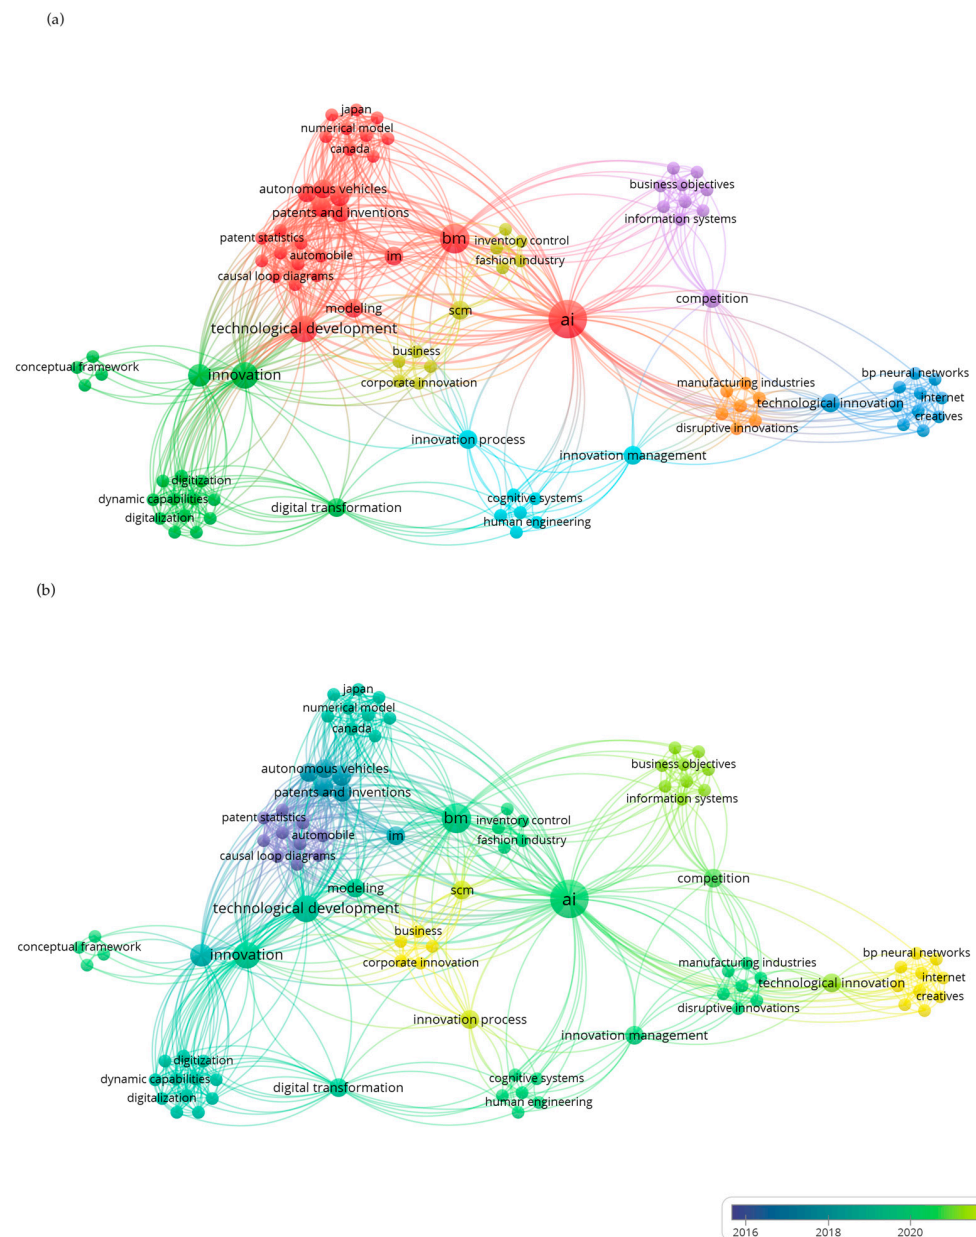 (a)
japan
numerical model
canada
autonomous vehicles
patents and inventions
business objectives
information systems
patent statistics
automobile
causal loop diagrams
im
bm
inventory control
fashion industry
competition
modeling
scm
technological development
ai
business
corporate innovation
conceptual framework
innovation
manufacturing industries
technological innovation
disruptive innovations
bp neural networks
internet
creatives
innovation process
innovation management
digitization
dynamic capabilities
digitalization
digital transformation
cognitive systems
human engineering
(b)
japan
numerical model
canada
autonomous vehicles
patents and inventions
business objectives
information systems
patent statistics
automobile
causal loop diagrams
im
bm
inventory control
fashion industry
competition
modeling
scm
technological development
ai
business
corporate innovation
conceptual framework
innovation
manufacturing industries
technological innovation
disruptive innovations
bp neural networks
internet
creatives
innovation process
innovation management
digitization
dynamic capabilities
digitalization
digital transformation
cognitive systems
human engineering
2016 2018 2020